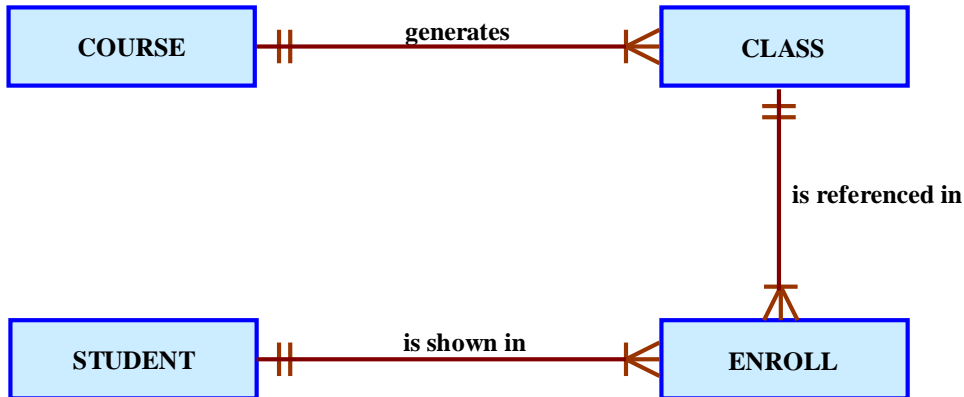 COURSE
generates
CLASS
is referenced in
STUDENT
is shown in
ENROLL